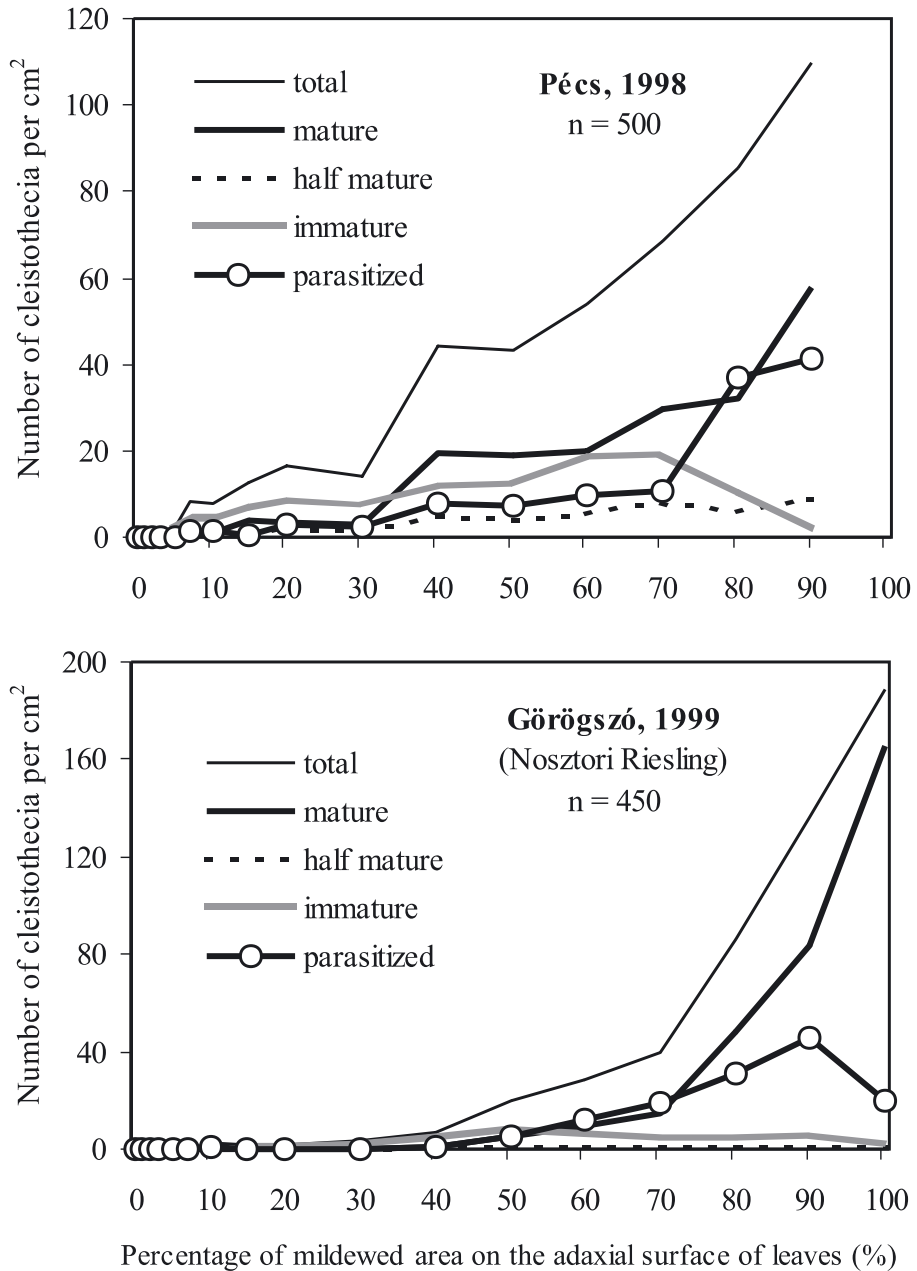 Number of cleistothecia per cm²
120
100
80
60
40
20
0
total
mature
half mature
immature
parasitized
Pécs, 1998
n = 500
0 10 20 30 40 50 60 70 80 90 100
Number of cleistothecia per cm²
200
160
120
80
40
0
total
mature
half mature
immature
parasitized
Görögszó, 1999
(Nosztori Riesling)
n = 450
0 10 20 30 40 50 60 70 80 90 100
Percentage of mildewed area on the adaxial surface of leaves (%)